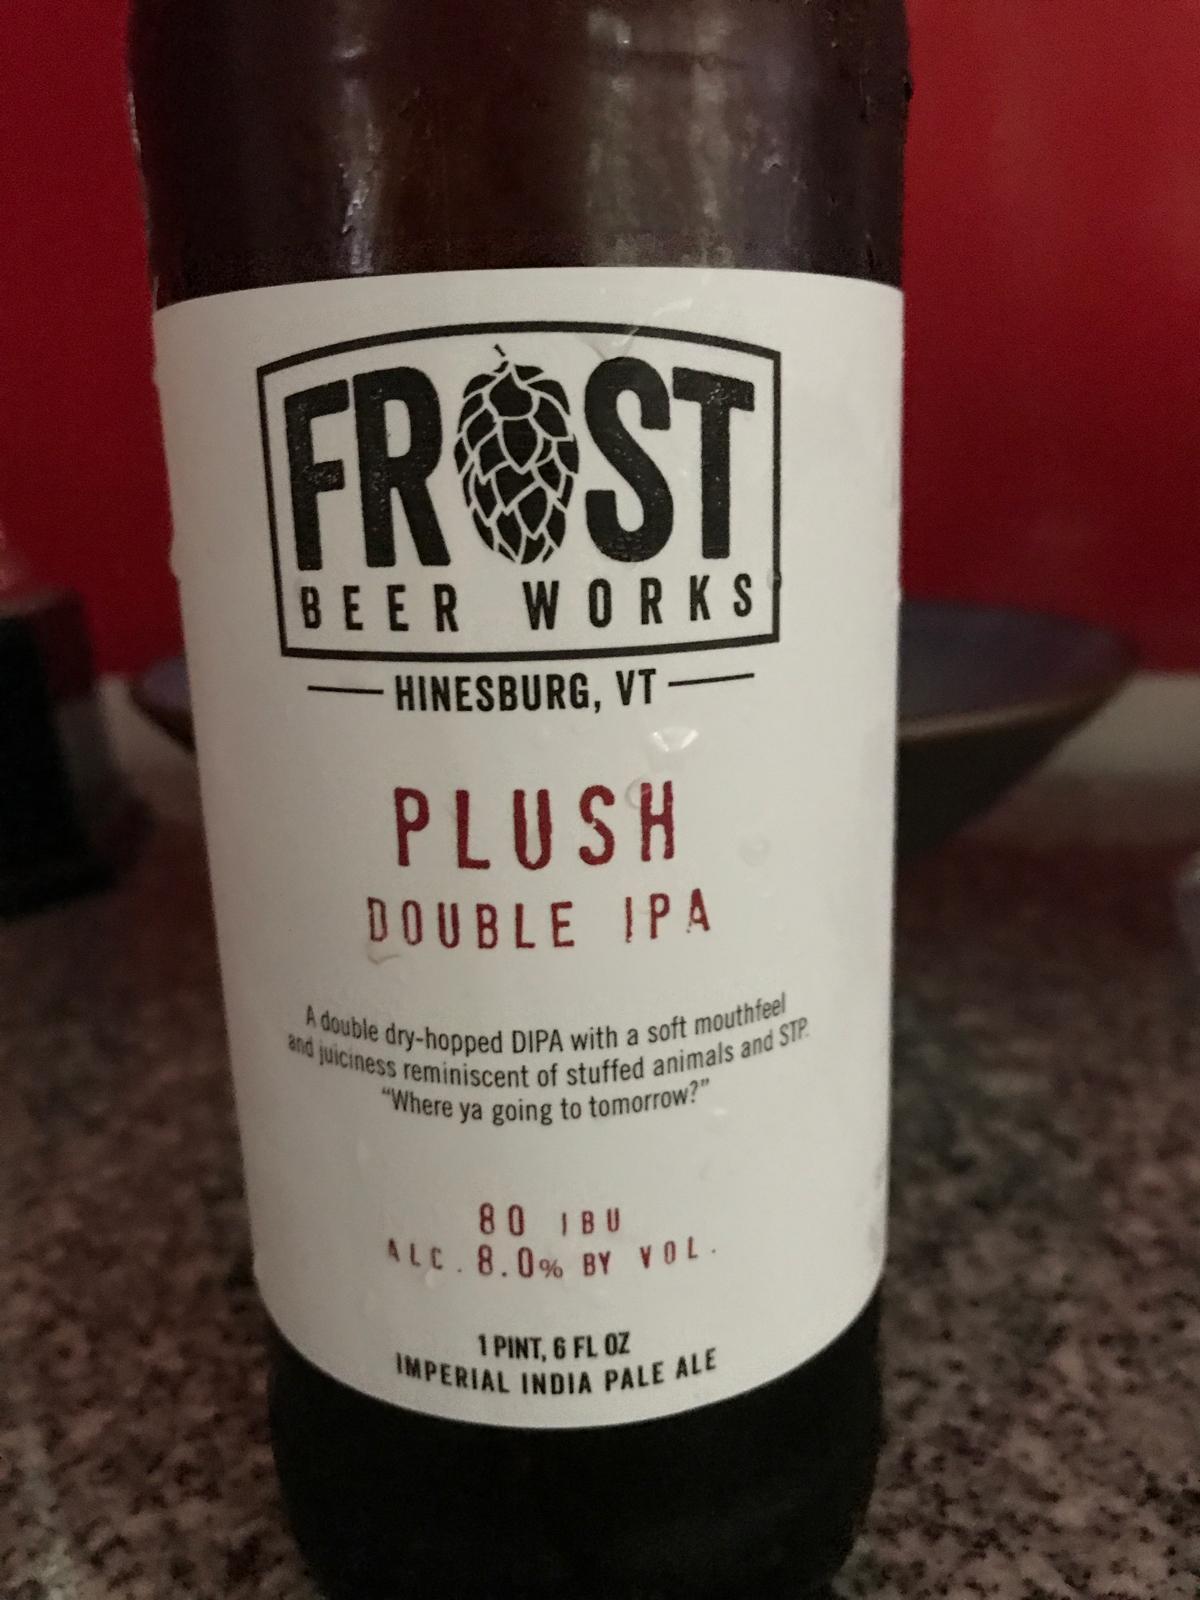 FROST
BEER WORKS
HINESBURG, VT
PLUSH
DOUBLE IPA
A double dry-hopped DIPA with a soft mouthfeel
and juiciness reminiscent of stuffed animals and STP.
“Where ya going to tomorrow?”
80 IBU
ALC. 8.0% BY VOL.
1 PINT, 6 FL OZ
IMPERIAL INDIA PALE ALE